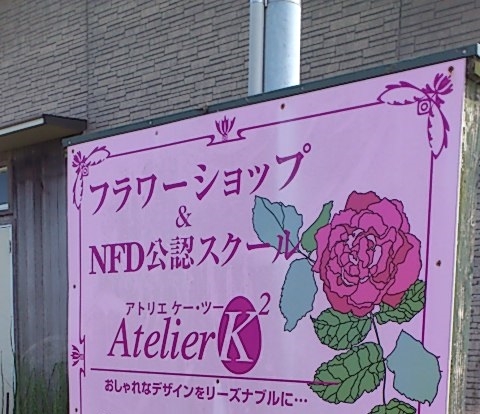 フラワーショップ
&
NFD公認スクール
アトリエ ケー・ツー
Atelier K²
おしゃれなデザインをリーズナブルに…